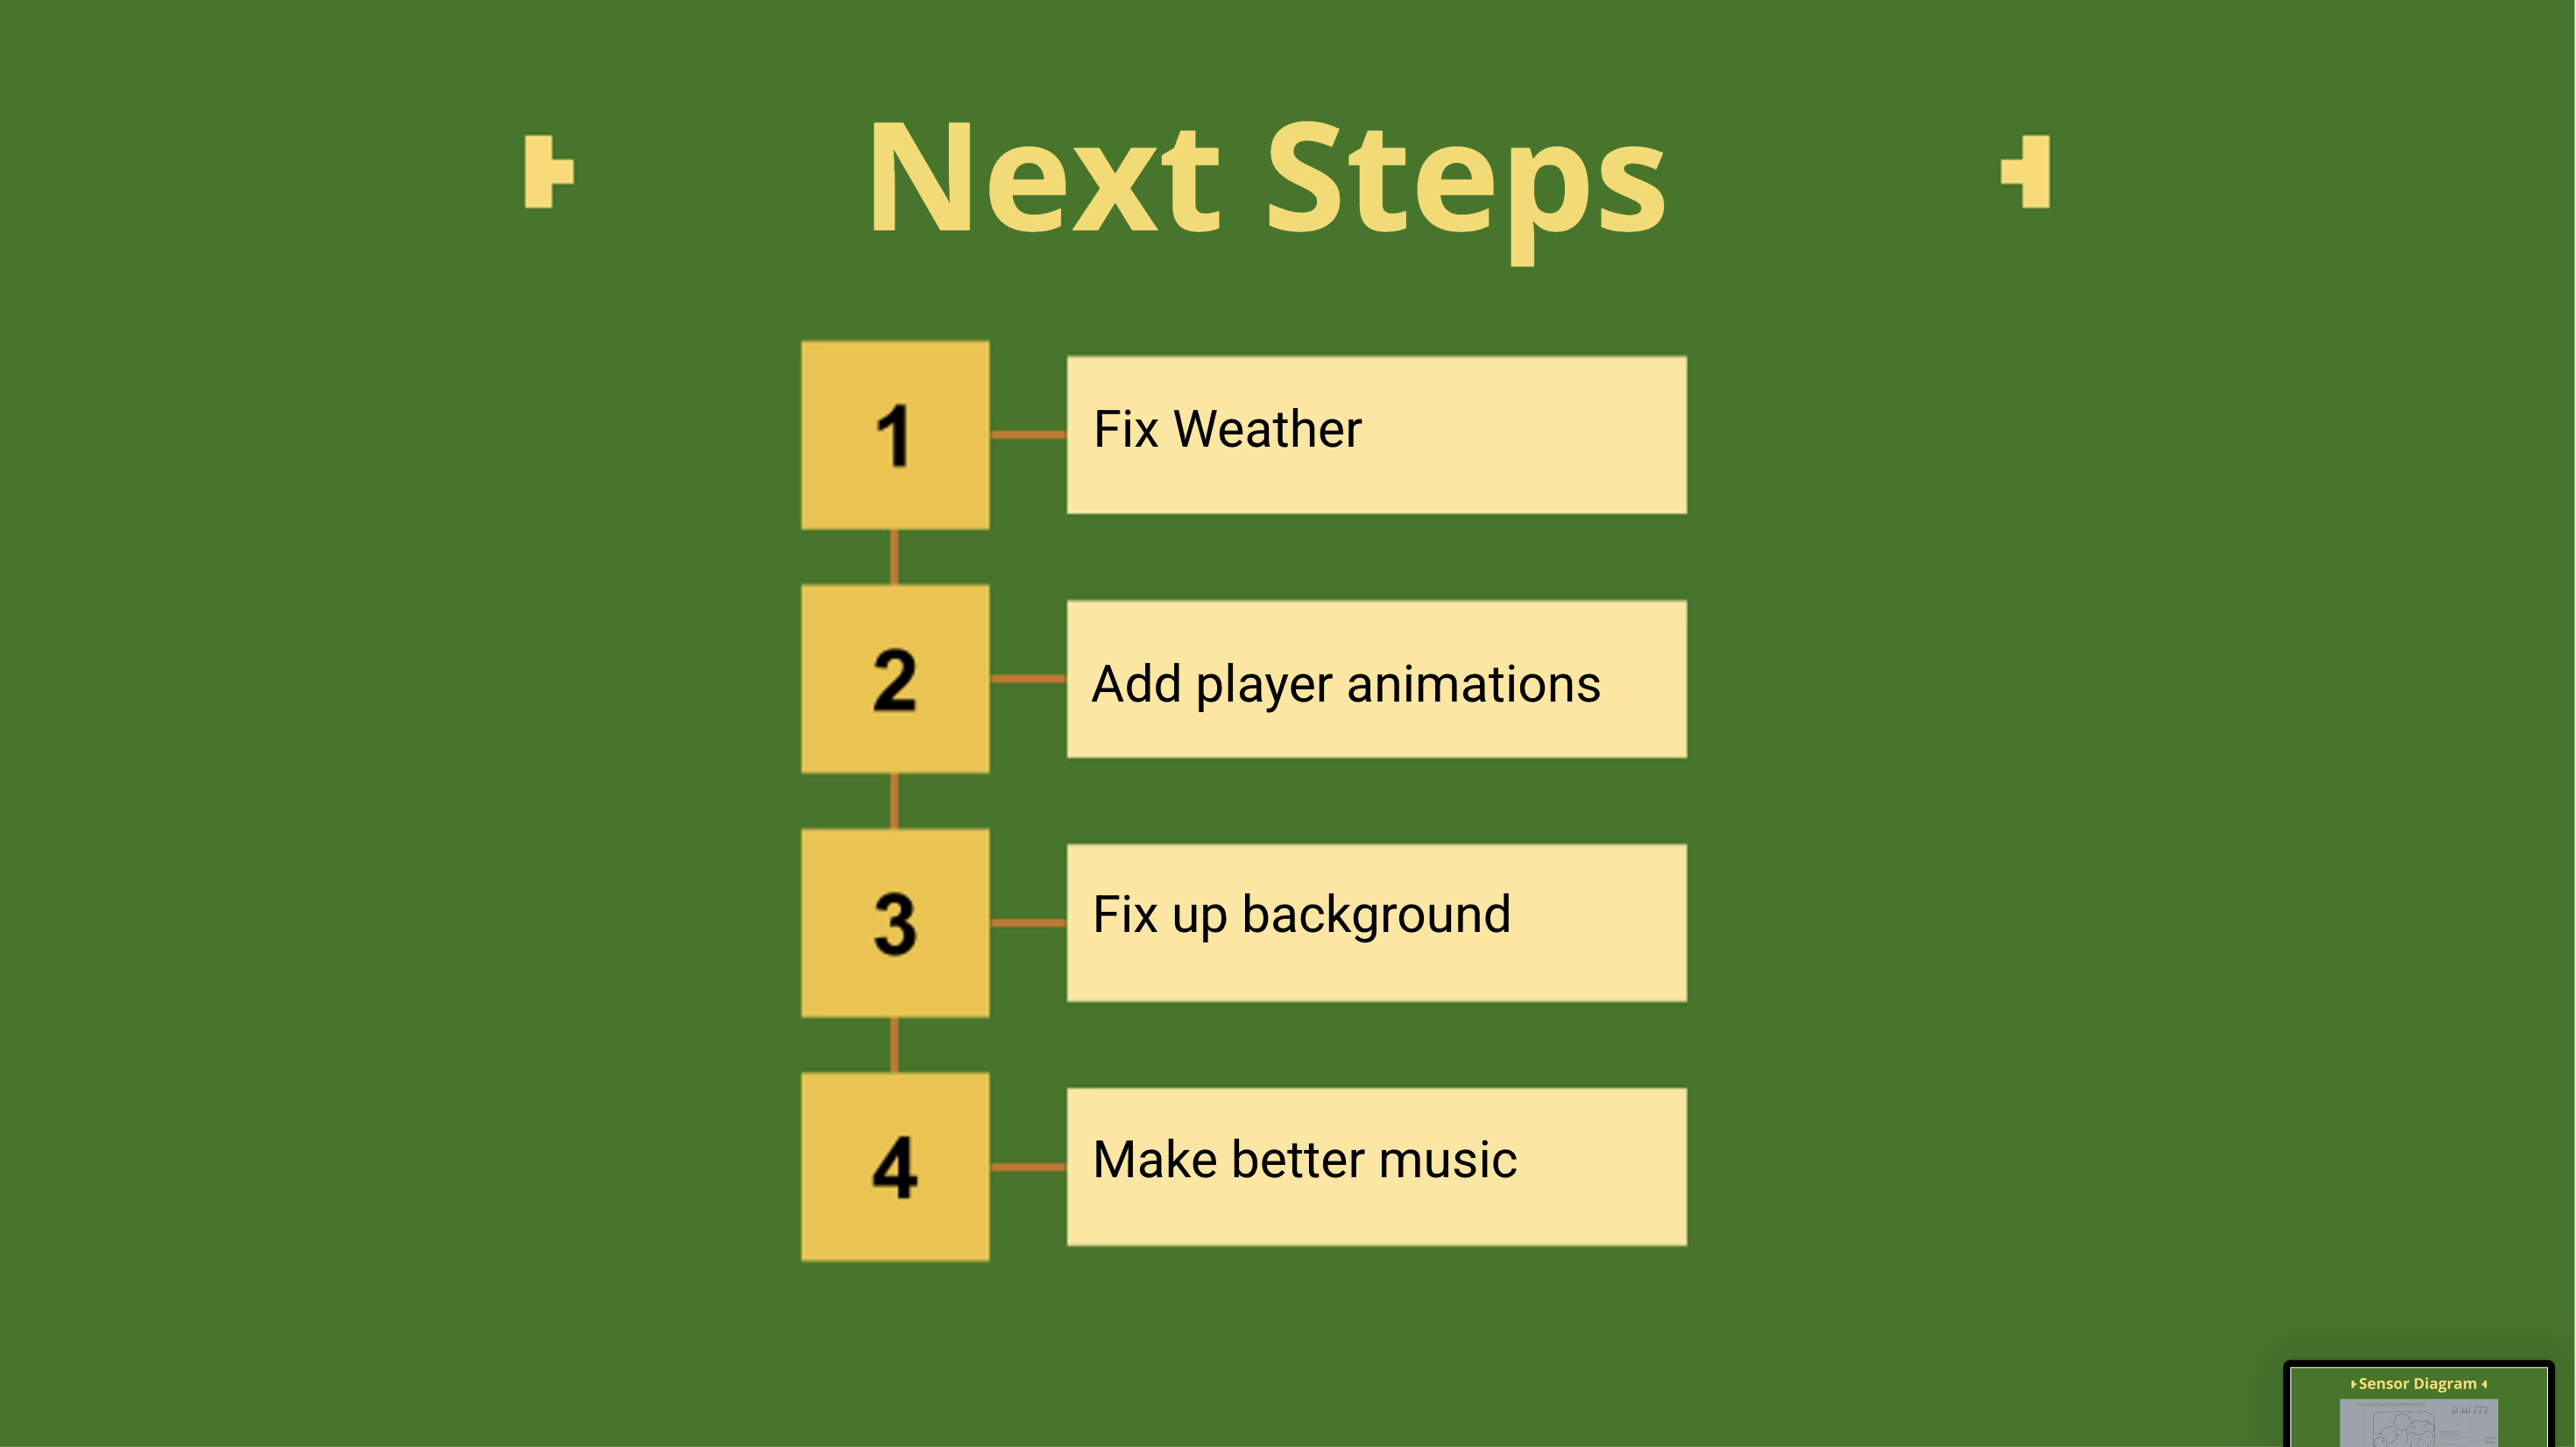 Next Steps
1
Fix Weather
2
Add player animations
3
Fix up background
4
Make better music
Sensor Diagram